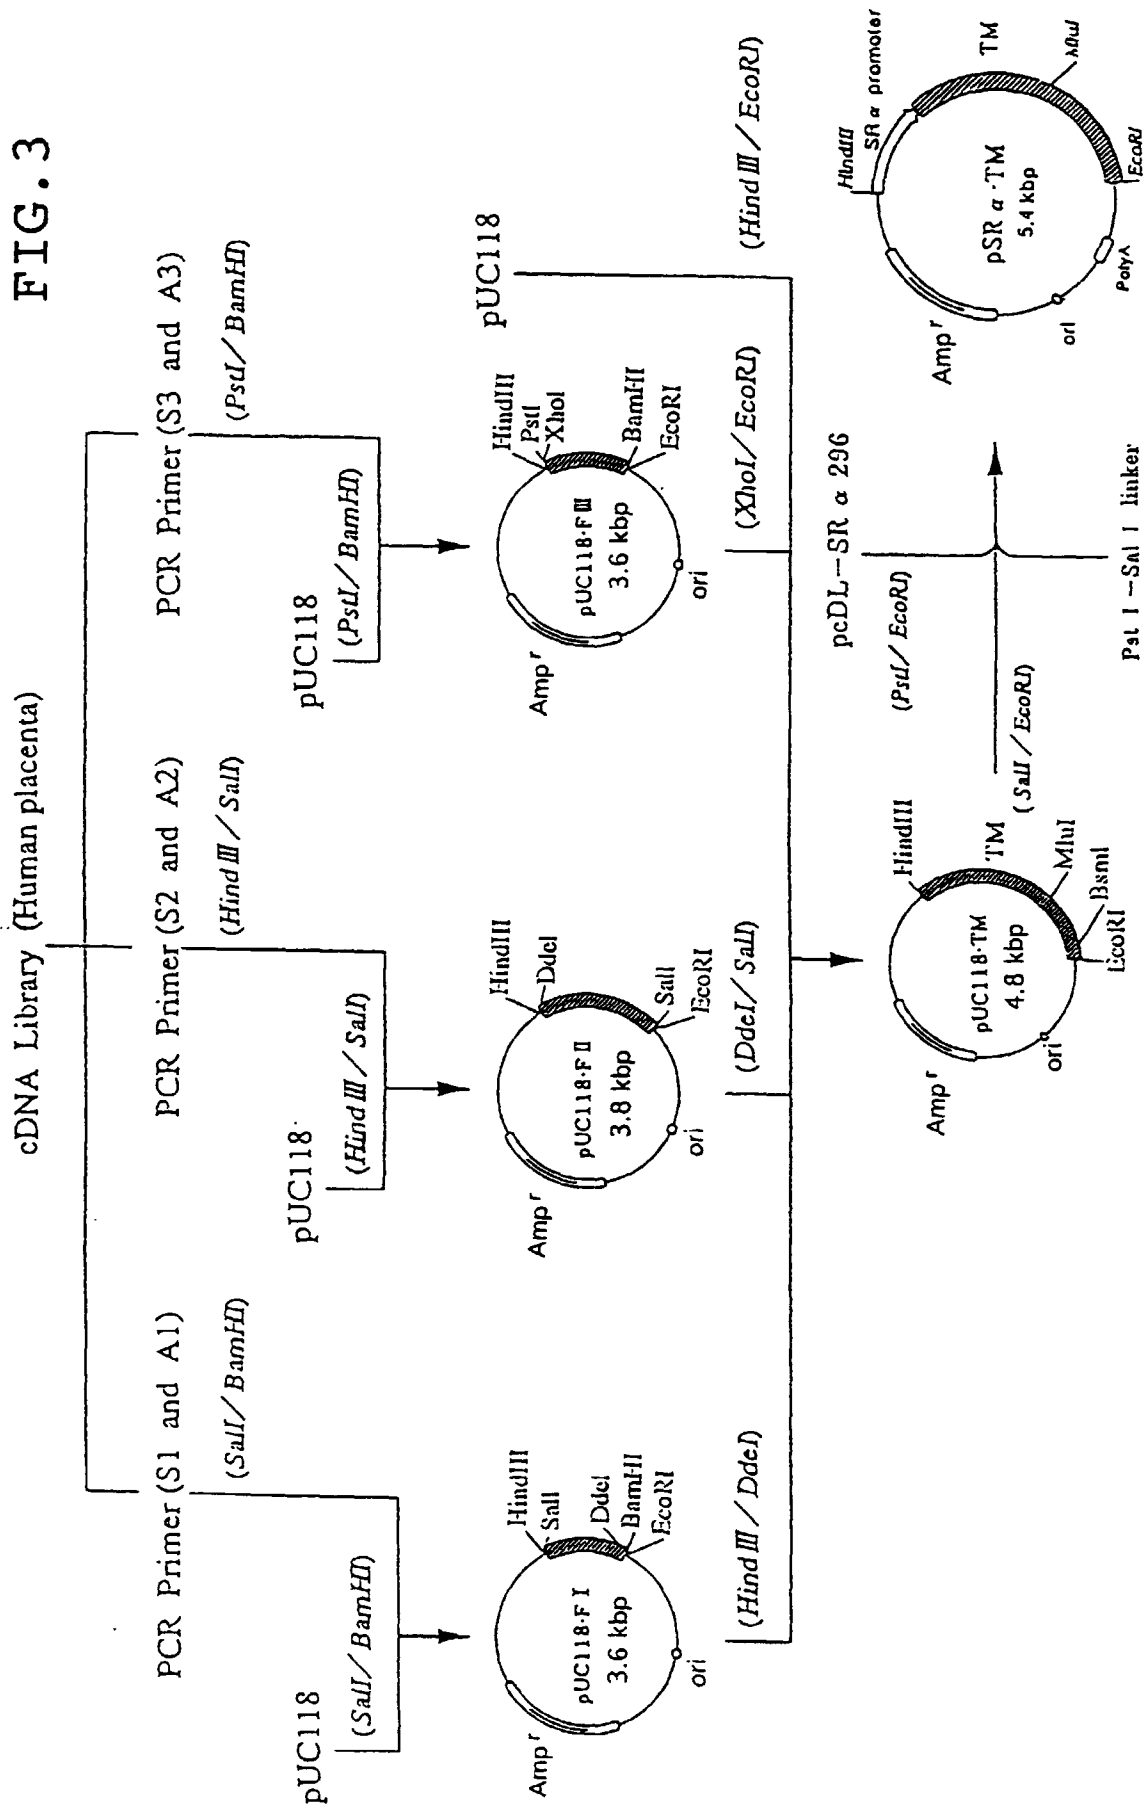 FIG. 3
cDNA Library (Human placenta)
PCR Primer (S1 and A1)
(SalI/BamHI)
pUC118
(SalI/BamHI)
PCR Primer (S2 and A2)
(HindⅢ/SalI)
pUC118
(HindⅢ/SalI)
PCR Primer (S3 and A3)
(PstI/BamHI)
pUC118
(PstI/BamHI)
HindIII
SalI
DdeI
BamHI
EcoRI
Amp r
pUC118·FⅠ
3.6 kbp
ori
HindIII
DdeI
SalI
EcoRI
Amp r
pUC118·FⅡ
3.8 kbp
ori
HindIII
PstI
XhoI
BamHI
EcoRI
Amp r
pUC118·FⅢ
3.6 kbp
ori
pUC118
(HindⅢ/DdeI)
(DdeI/SalI)
(XhoI/EcoRI)
(HindⅢ/EcoRI)
HindIII
TM
MluI
BsmI
EcoRI
Amp r
pUC118·TM
4.8 kbp
ori
(SalI/EcoRI)
pcDL-SR α 296
(PstI/EcoRI)
Pst I -Sal I linker
HindIII
SR α promoter
TM
MluI
EcoRI
PolyA
ori
Amp r
pSR α·TM
5.4 kbp